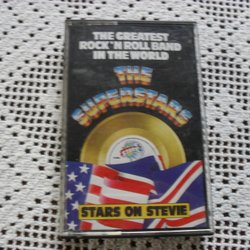 THE GREATEST
ROCK 'N ROLL BAND
IN THE WORLD
THE
SUPERSTARS
STARS ON STEVIE